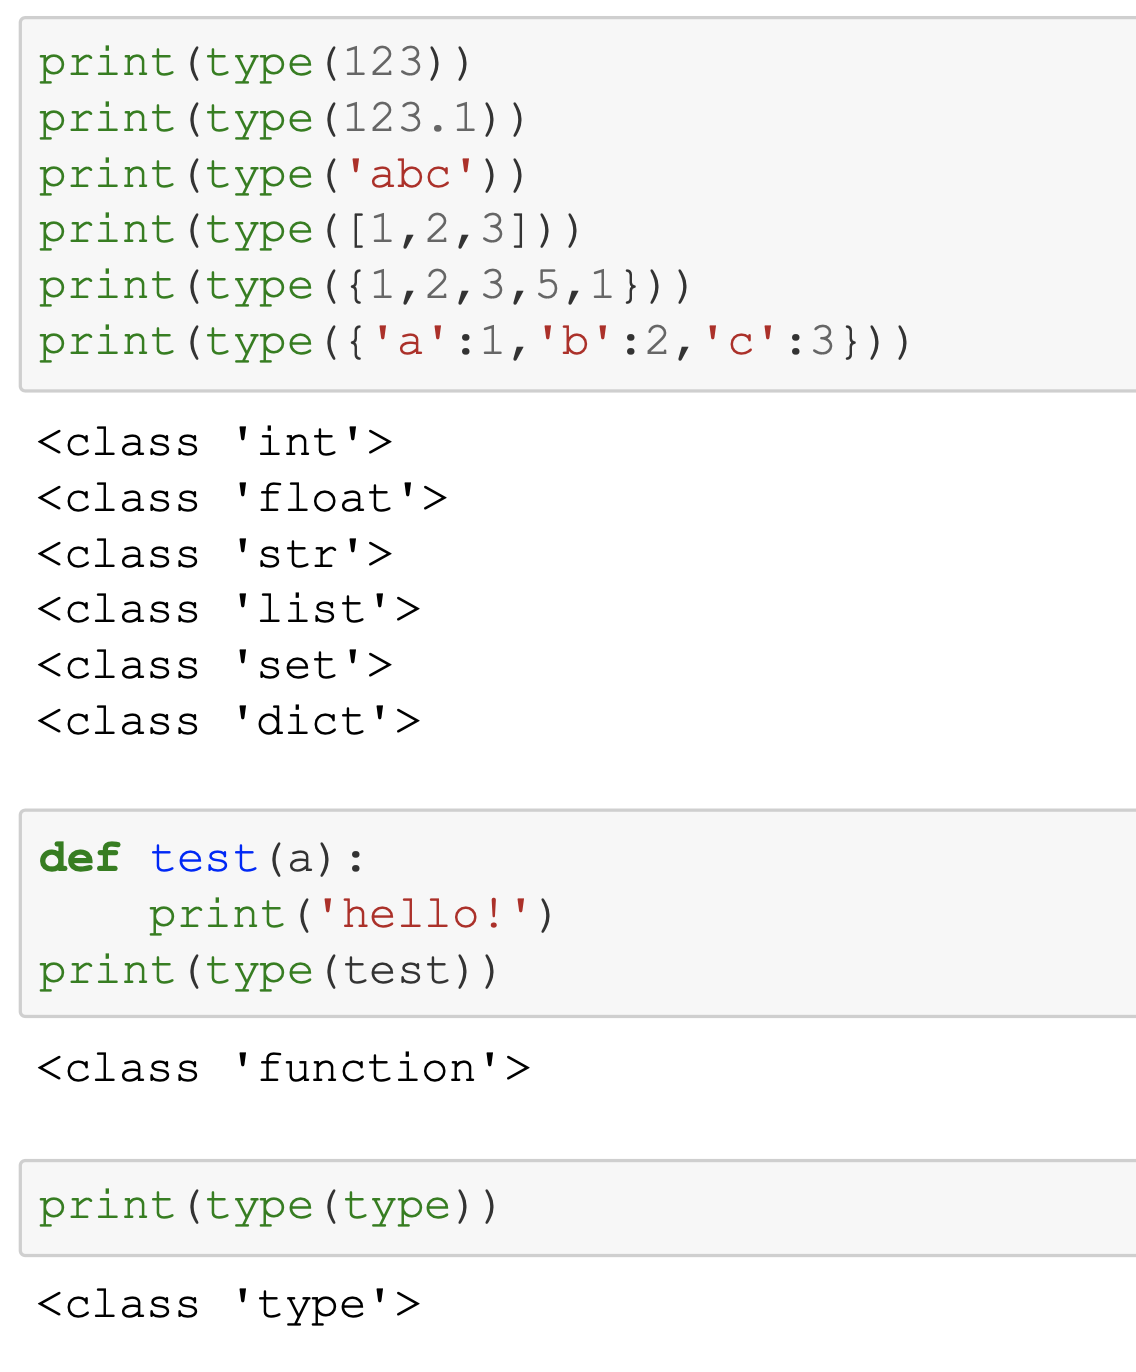 print(type(123))
print(type(123.1))
print(type('abc'))
print(type([1,2,3]))
print(type({1,2,3,5,1}))
print(type({'a':1,'b':2,'c':3}))
<class 'int'>
<class 'float'>
<class 'str'>
<class 'list'>
<class 'set'>
<class 'dict'>
def test(a):
    print('hello!')
print(type(test))
<class 'function'>
print(type(type))
<class 'type'>